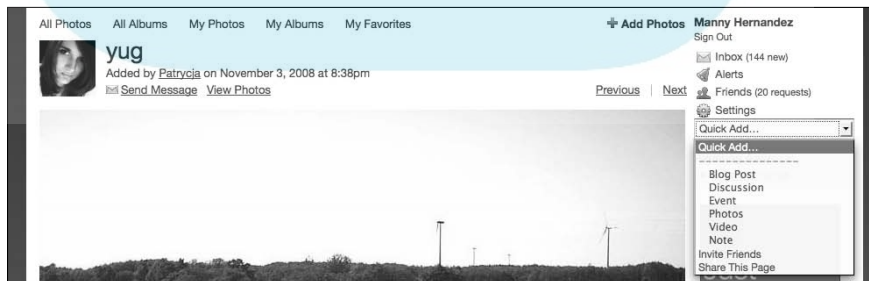 All Photos All Albums My Photos My Albums My Favorites
Add Photos
yug
Added by Patrycja on November 3, 2008 at 8:38pm
Send Message View Photos
Previous | Next
Manny Hernandez
Sign Out
Inbox (144 new)
Alerts
Friends (20 requests)
Settings
Quick Add...
Quick Add...
---------------
Blog Post
Discussion
Event
Photos
Video
Note
Invite Friends
Share This Page